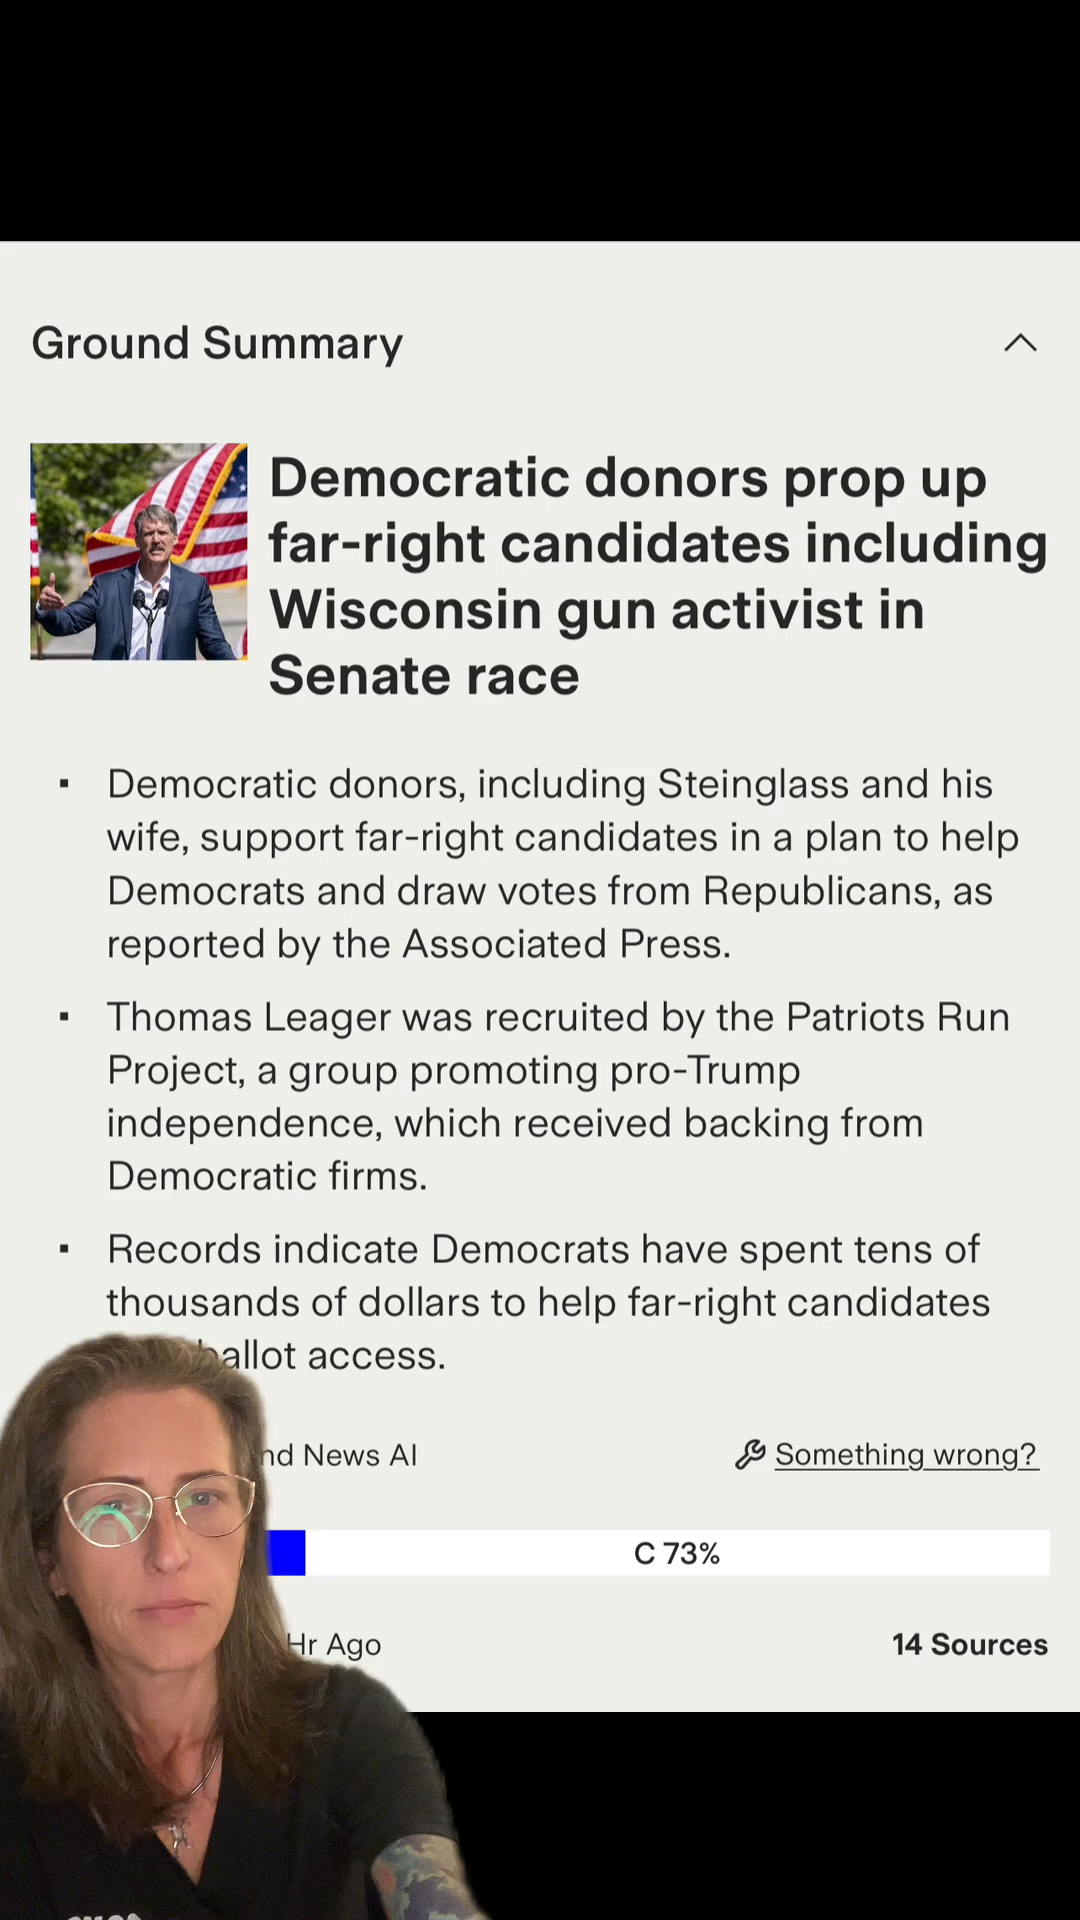 Ground Summary
Democratic donors prop up
far-right candidates including
Wisconsin gun activist in
Senate race
▪ Democratic donors, including Steinglass and his
wife, support far-right candidates in a plan to help
Democrats and draw votes from Republicans, as
reported by the Associated Press.
▪ Thomas Leager was recruited by the Patriots Run
Project, a group promoting pro-Trump
independence, which received backing from
Democratic firms.
▪ Records indicate Democrats have spent tens of
thousands of dollars to help far-right candidates
allot access.
News AI
Something wrong?
C 73%
Hr Ago
14 Sources